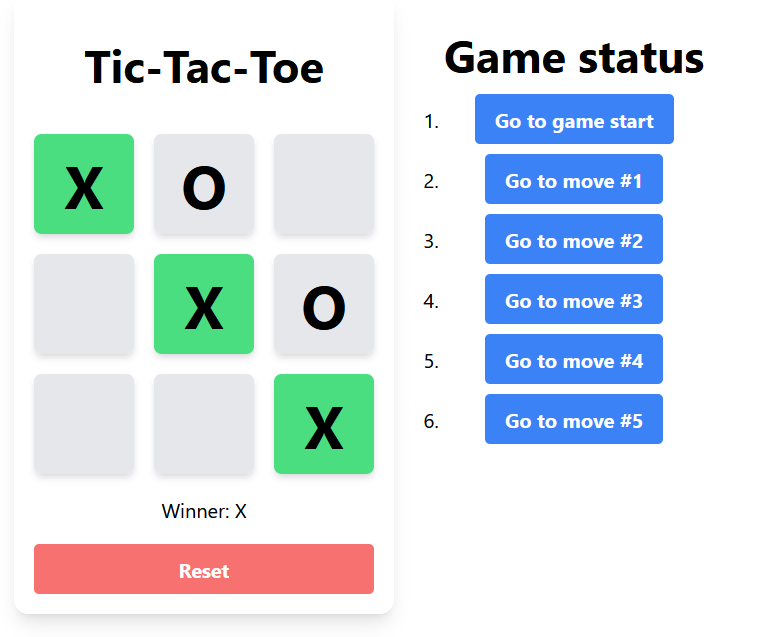 Tic-Tac-Toe
X O
X O
X
Winner: X
Reset
Game status
1. Go to game start
2. Go to move #1
3. Go to move #2
4. Go to move #3
5. Go to move #4
6. Go to move #5